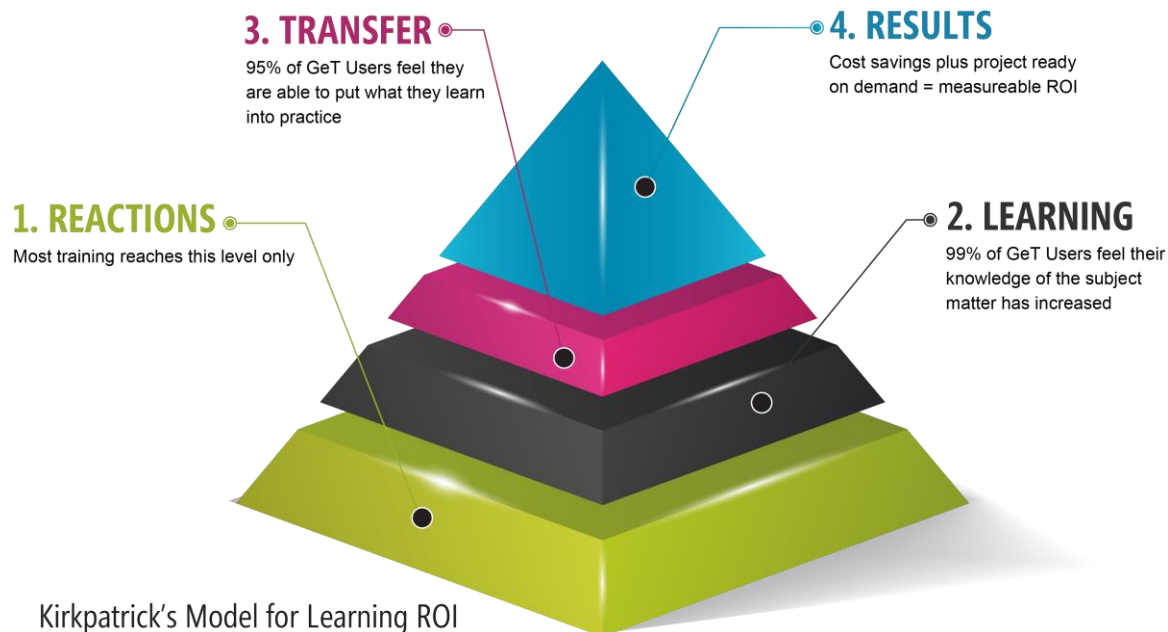 3. TRANSFER
95% of GeT Users feel they
are able to put what they learn
into practice
4. RESULTS
Cost savings plus project ready
on demand = measureable ROI
1. REACTIONS
Most training reaches this level only
2. LEARNING
99% of GeT Users feel their
knowledge of the subject
matter has increased
Kirkpatrick's Model for Learning ROI